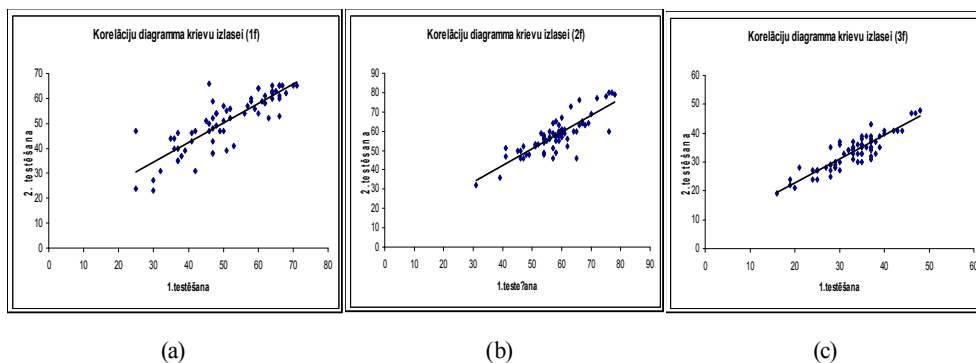 Korelāciju diagramma krievu izlasei (1f)
70
60
50
40
30
20
10
0
2. testēšana
0 10 20 30 40 50 60 70 80
1.testēšana
(a)
Korelāciju diagramma krievu izlasei (2f)
90
80
70
60
50
40
30
20
10
0
2. testēšana
0 10 20 30 40 50 60 70 80 90
1.teste?ana
(b)
Korelāciju diagramma krievu izlasei (3f)
60
50
40
30
20
10
0
2. testēšana
0 10 20 30 40 50 60
1.testēšana
(c)